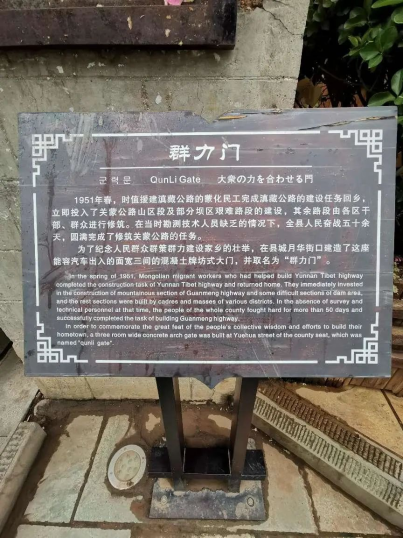 群力门
군력문 QunLi Gate 大衆の力を合わせる門
1951年春，时值援建滇藏公路的蒙化民工完成滇藏公路的建设任务回乡，
立即投入了关蒙公路山区段及部分坝区艰难路段的建设，其余路段由各区干
部、群众进行修筑。在当时勘测技术人员缺乏的情况下，全县人民奋战五十余
天，圆满完成了修筑关蒙公路的任务。
为了纪念人民群众群策群力建设家乡的壮举，在县城月华街口建造了这座
能容汽车出入的面宽三间的混凝土牌坊式大门，并取名为“群力门”。
In the spring of 1951, Mongolian migrant workers who had helped build Yunnan Tibet highway
completed the construction task of Yunnan Tibet highway and returned home. They immediately invested
in the construction of mountainous section of Guanmeng highway and some difficult sections of dam area,
and the rest sections were built by cadres and masses of various districts. In the absence of survey and
technical personnel at that time, the people of the whole county fought hard for more than 50 days and
successfully completed the task of building Guanmeng highway.
In order to commemorate the great feat of the people's collective wisdom and efforts to build their
hometown, a three room wide concrete arch gate was built at Yuehua street of the county seat, which was
named "qunli gate".